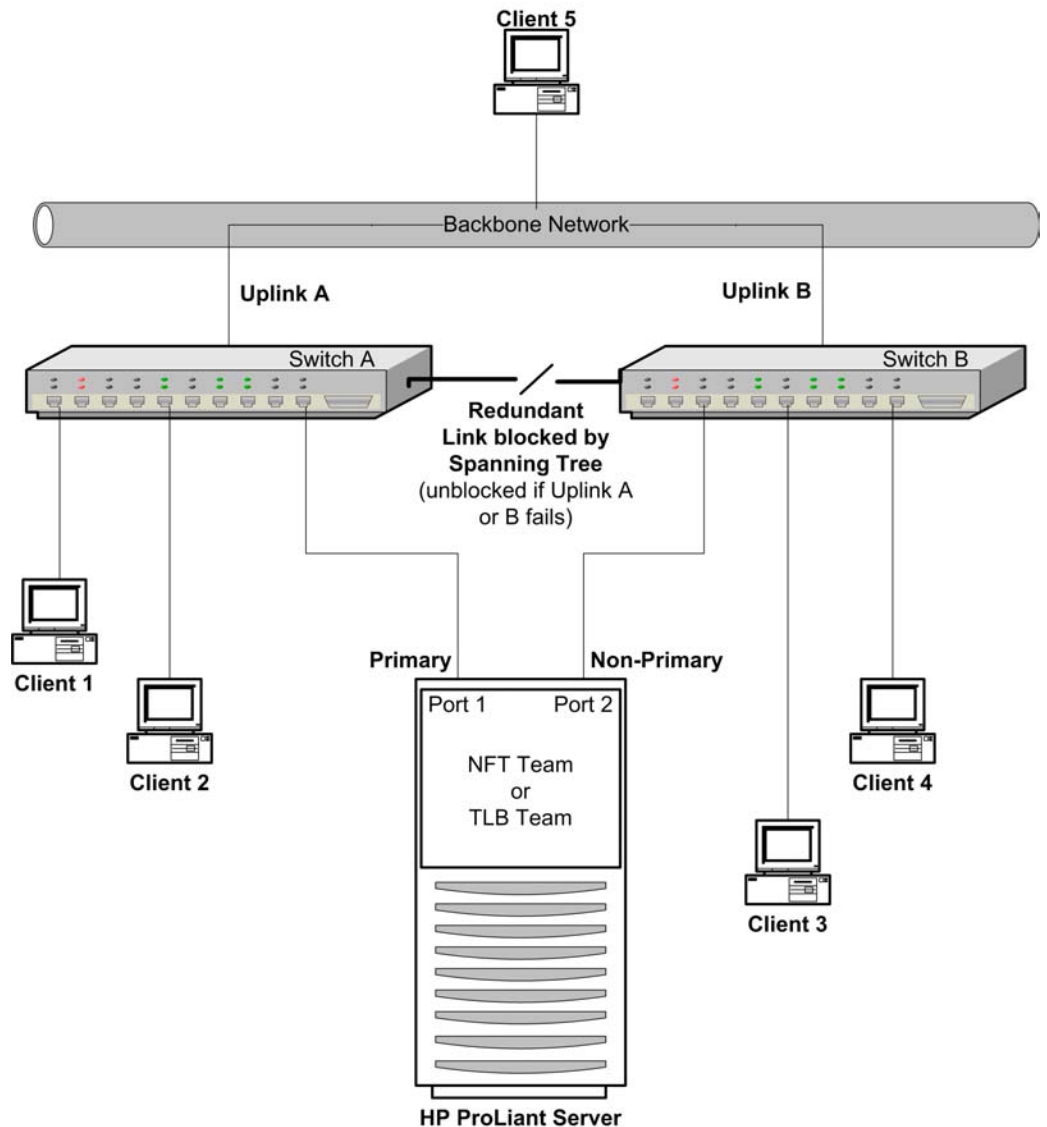 Client 5
Backbone Network
Uplink A
Uplink B
Switch A
Switch B
Redundant
Link blocked by
Spanning Tree
(unblocked if Uplink A
or B fails)
Client 1
Client 2
Primary
Non-Primary
Port 1
Port 2
NFT Team
or
TLB Team
Client 4
Client 3
HP ProLiant Server